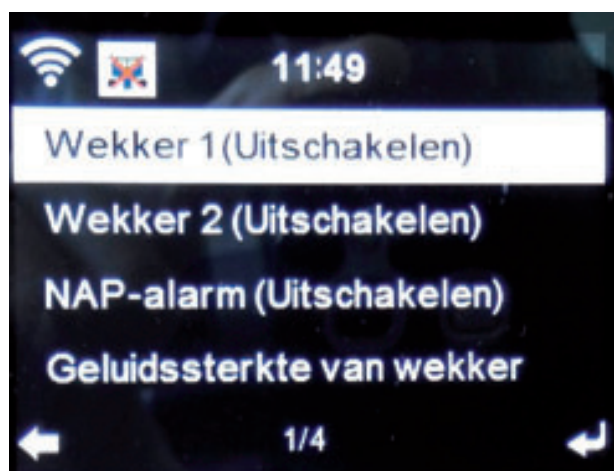 11:49
Wekker 1(Uitschakelen)
Wekker 2 (Uitschakelen)
NAP-alarm (Uitschakelen)
Geluidssterkte van wekker
1/4